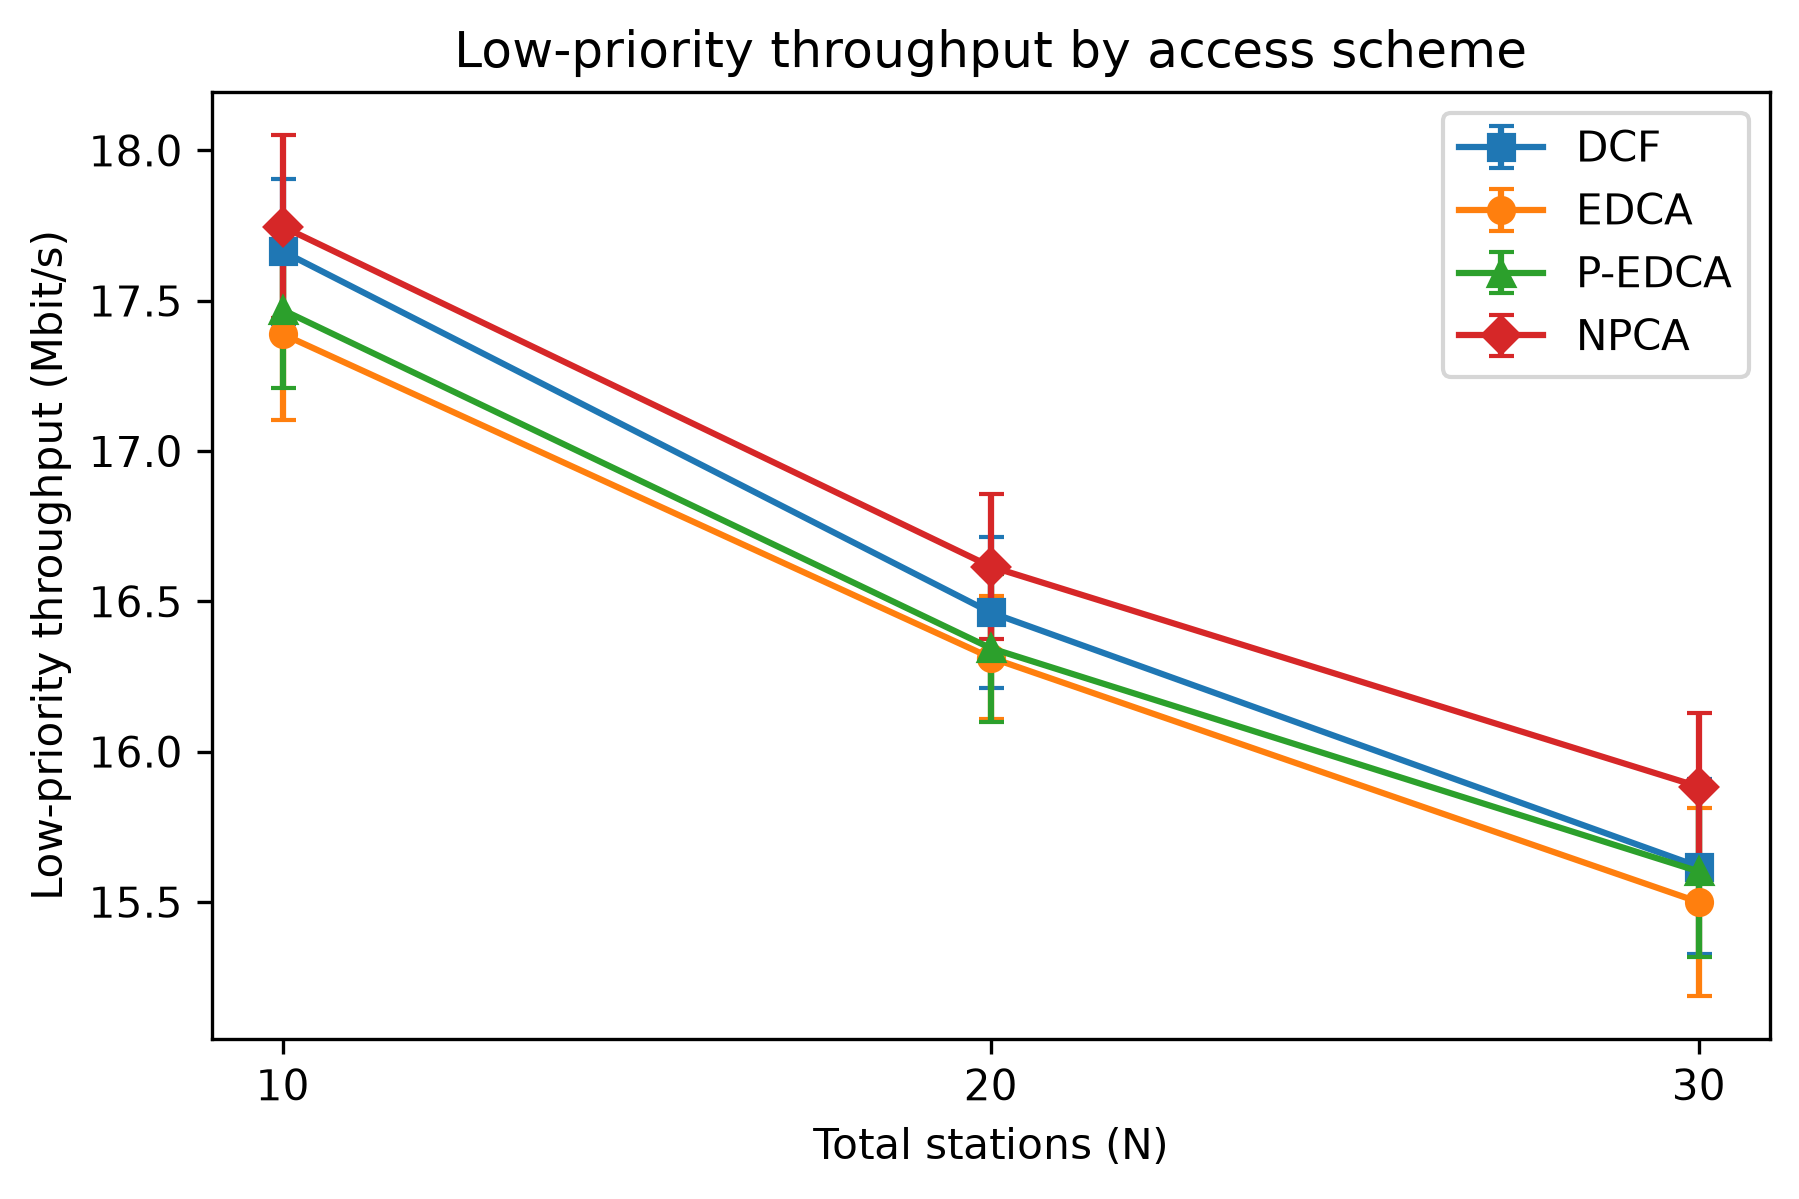 Low-priority throughput by access scheme
18.0
17.5
17.0
16.5
16.0
15.5
Low-priority throughput (Mbit/s)
DCF
EDCA
P-EDCA
NPCA
10
20
30
Total stations (N)